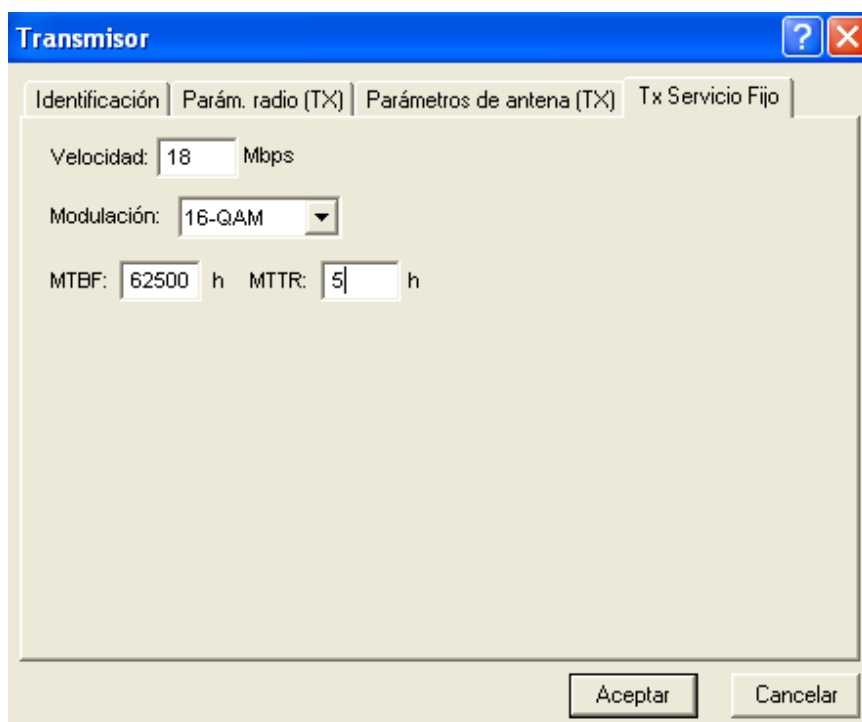 Transmisor
Identificación Parám. radio (TX) Parámetros de antena (TX) Tx Servicio Fijo
Velocidad: 18 Mbps
Modulación: 16-QAM
MTBF: 62500 h MTTR: 5 h
Aceptar Cancelar